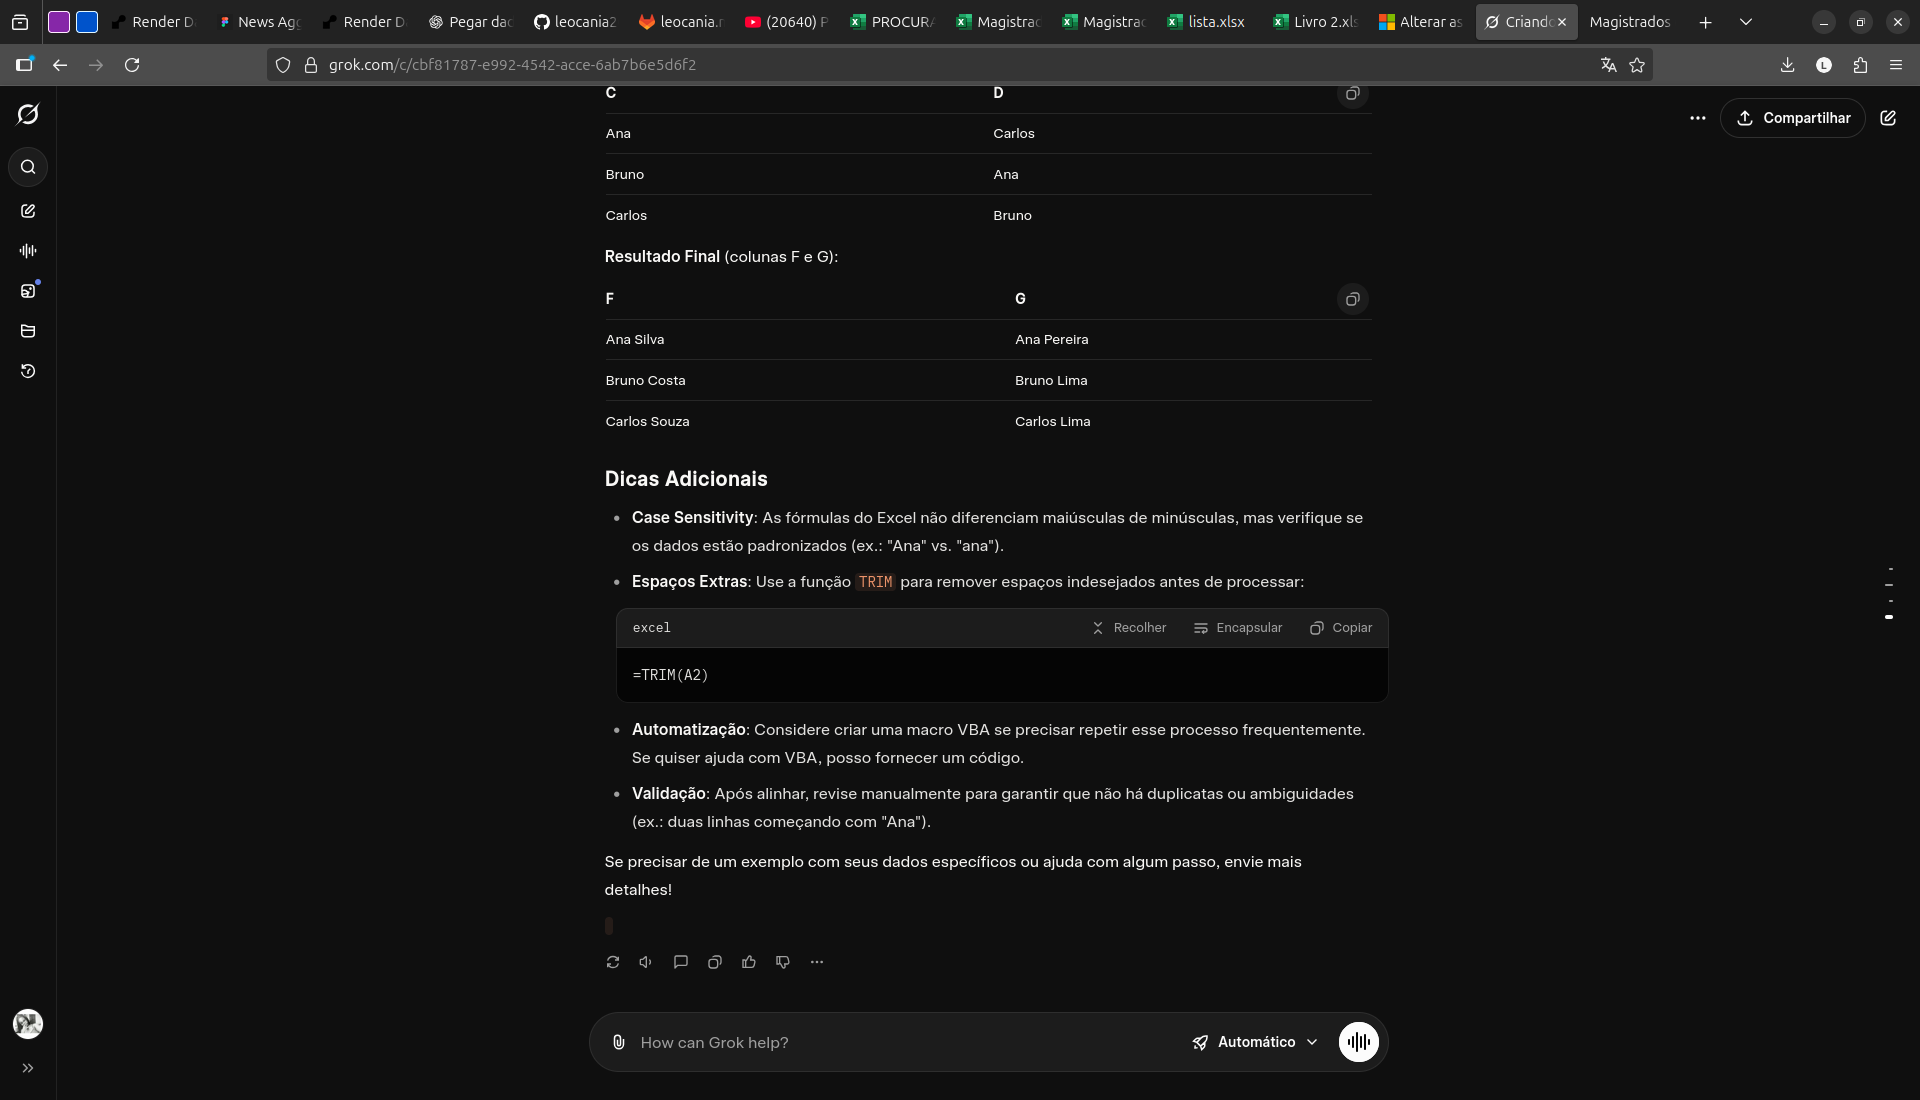 Render D
News Agg
Render D
Pegar dad
leocania2
leocania.r
(20640) P
PROCURA
Magistrad
Magistrad
lista.xlsx
Livro 2.xls
Alterar as
Criando
Magistrados
grok.com/c/cbf81787-e992-4542-acce-6ab7b6e5d6f2
L
Compartilhar
C D
Ana Carlos
Bruno Ana
Carlos Bruno
Resultado Final (colunas F e G):
F G
Ana Silva Ana Pereira
Bruno Costa Bruno Lima
Carlos Souza Carlos Lima
Dicas Adicionais
Case Sensitivity: As fórmulas do Excel não diferenciam maiúsculas de minúsculas, mas verifique se
os dados estão padronizados (ex.: "Ana" vs. "ana").
Espaços Extras: Use a função TRIM para remover espaços indesejados antes de processar:
excel Recolher Encapsular Copiar
=TRIM(A2)
Automatização: Considere criar uma macro VBA se precisar repetir esse processo frequentemente.
Se quiser ajuda com VBA, posso fornecer um código.
Validação: Após alinhar, revise manualmente para garantir que não há duplicatas ou ambiguidades
(ex.: duas linhas começando com "Ana").
Se precisar de um exemplo com seus dados específicos ou ajuda com algum passo, envie mais
detalhes!
How can Grok help? Automático